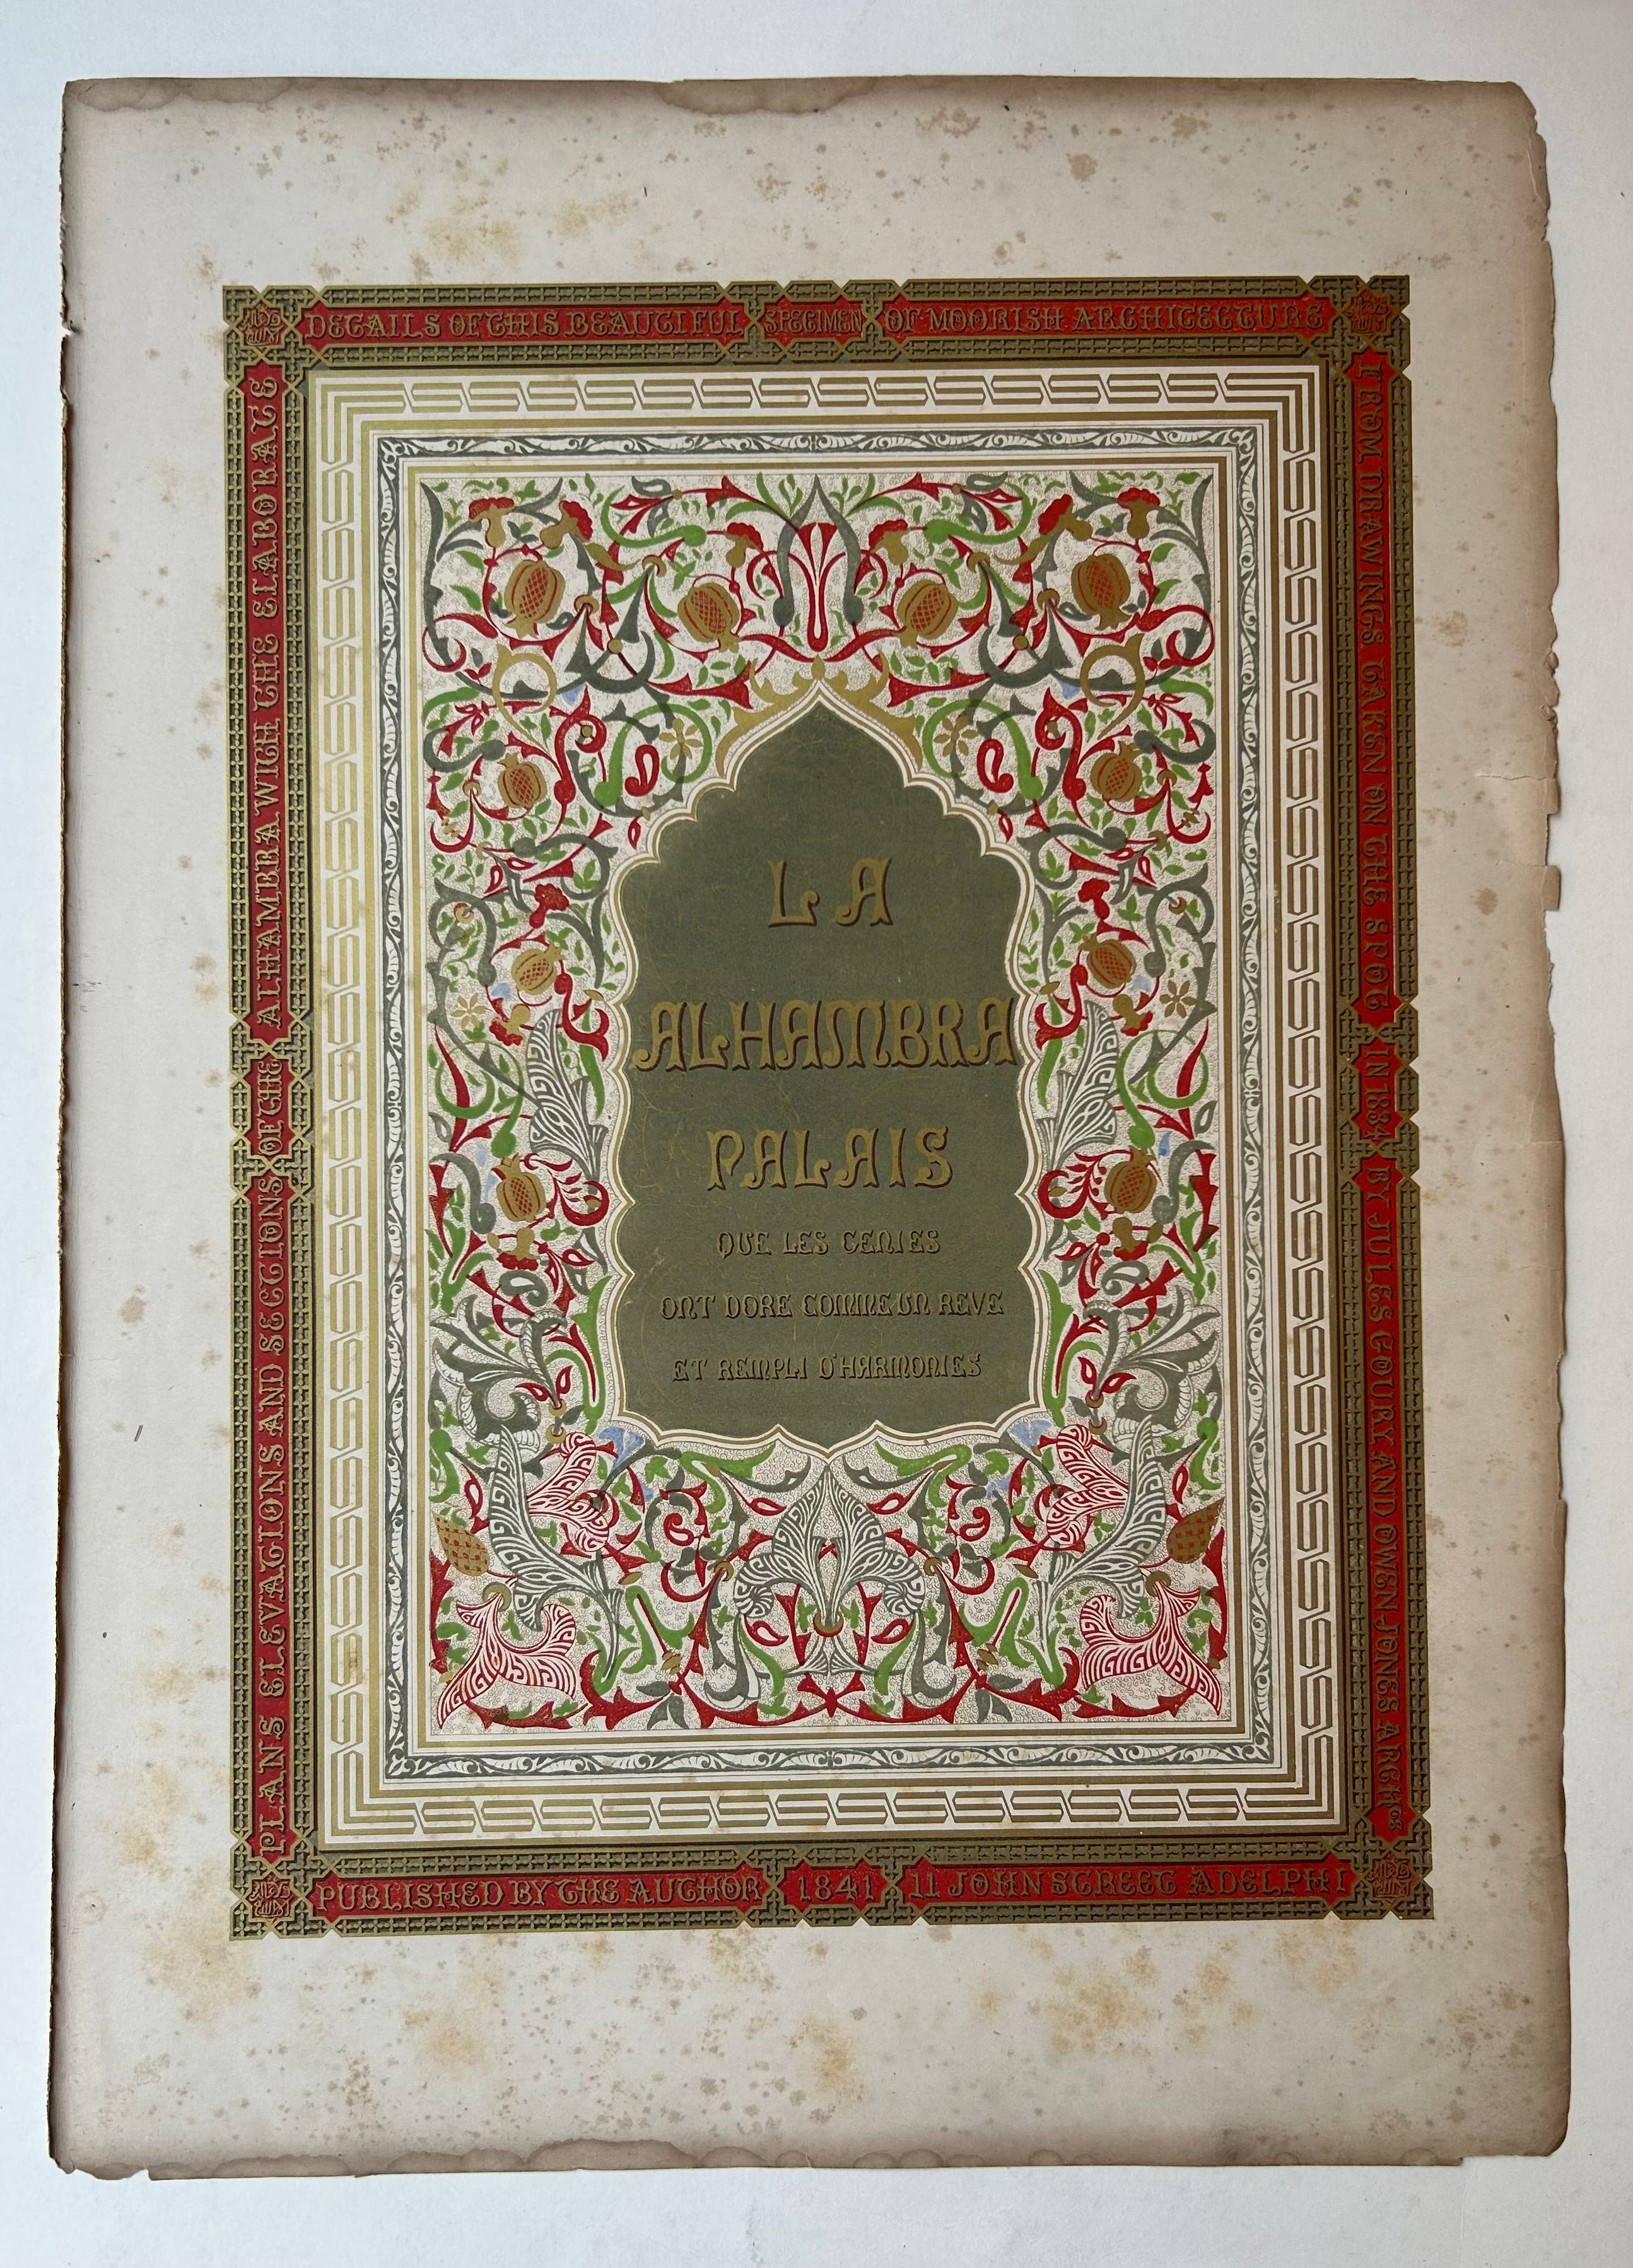 PLANS ELEVATIONS AND SECTIONS OF THE ALHAMBRA WITH THE ELABORATE
DETAILS OF THIS BEAUTIFUL SPECIMEN OF MOORISH ARCHITECTURE
FROM DRAWINGS TAKEN ON THE SPOT IN 1834 BY JULES GOURY AND OWEN JONES ARCHTS
LA
ALHAMBRA
PALAIS
QUE LES GENIES
ONT DORE COMME UN REVE
ET REMPLI D'HARMONIES
PUBLISHED BY THE AUTHOR 1841 11 JOHN STREET ADELPHI